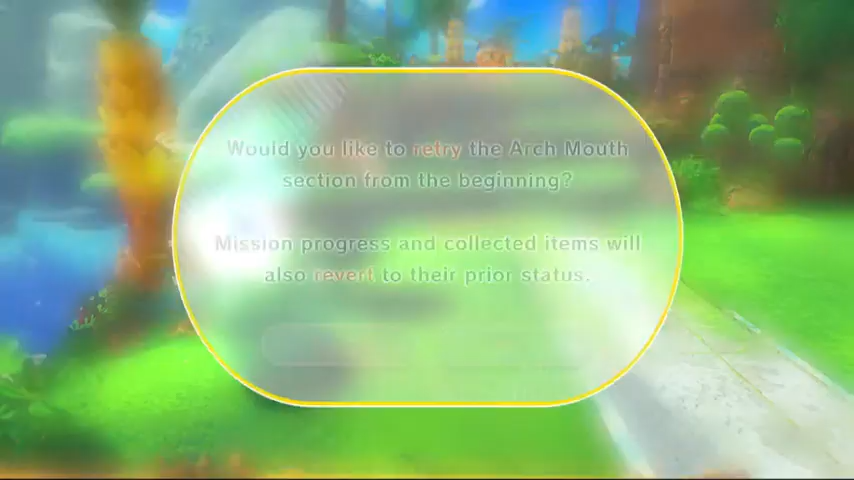 Would you like to retry the Arch Mouth
section from the beginning?
Mission progress and collected items will
also revert to their prior status.